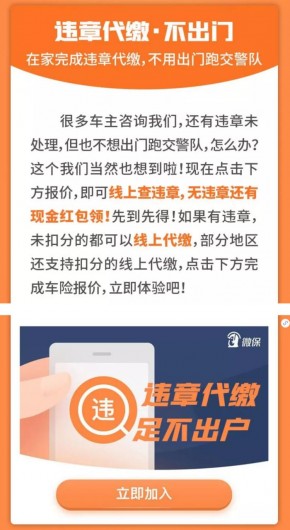 违章代缴·不出门
在家完成违章代缴,不用出门跑交警队
很多车主咨询我们,还有违章未
处理,但也不想出门跑交警队,怎么办?
这个我们当然也想到啦!现在点击下
方报价,即可线上查违章,无违章还有
现金红包领!先到先得!如果有违章,
未扣分的都可以线上代缴,部分地区
还支持扣分的线上代缴,点击下方完
成车险报价,立即体验吧!
微保
违
违章代缴
足不出户
立即加入